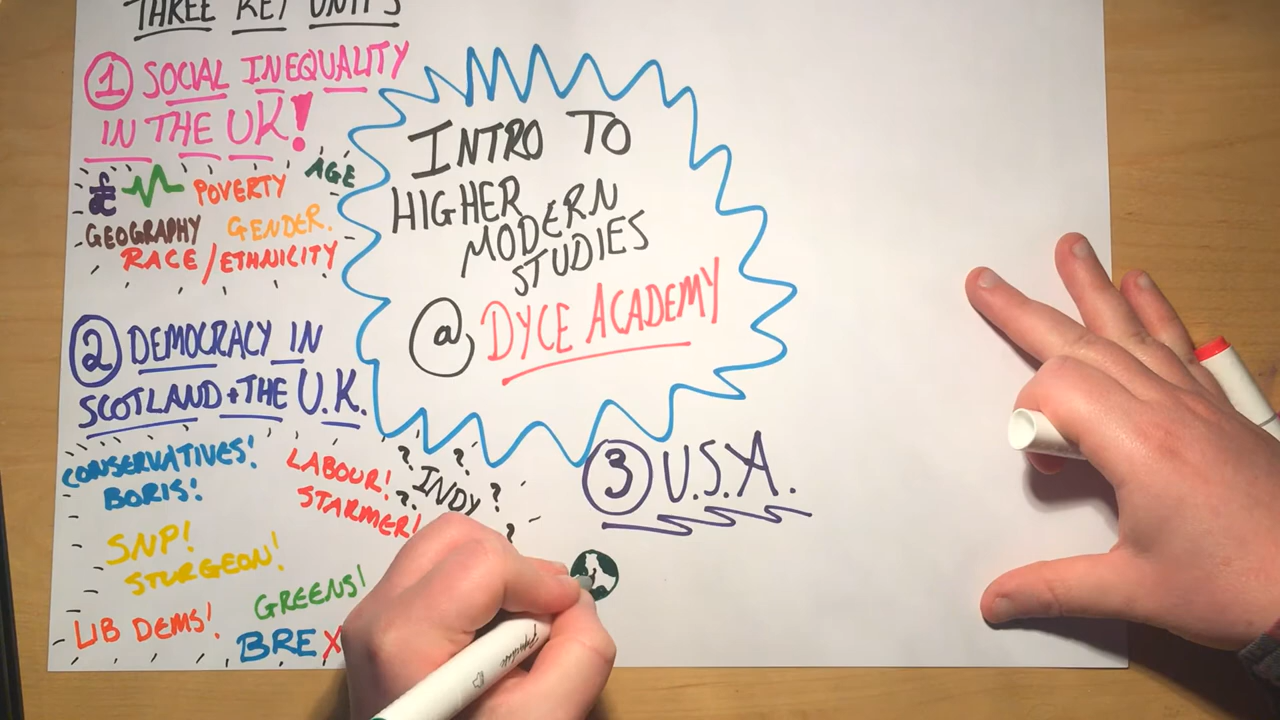 THREE KEY UNITS
① SOCIAL INEQUALITY
IN THE UK!
AGE
£ POVERTY
GEOGRAPHY GENDER.
RACE/ETHNICITY
② DEMOCRACY IN
SCOTLAND + THE U.K.
CONSERVATIVES!
BORIS!
LABOUR!
STARMER!
? ? INDY ? ? ?
SNP!
STURGEON!
GREENS!
LIB DEMS!
BREX
INTRO TO
HIGHER
MODERN
STUDIES
@ DYCE ACADEMY
③ U.S.A.